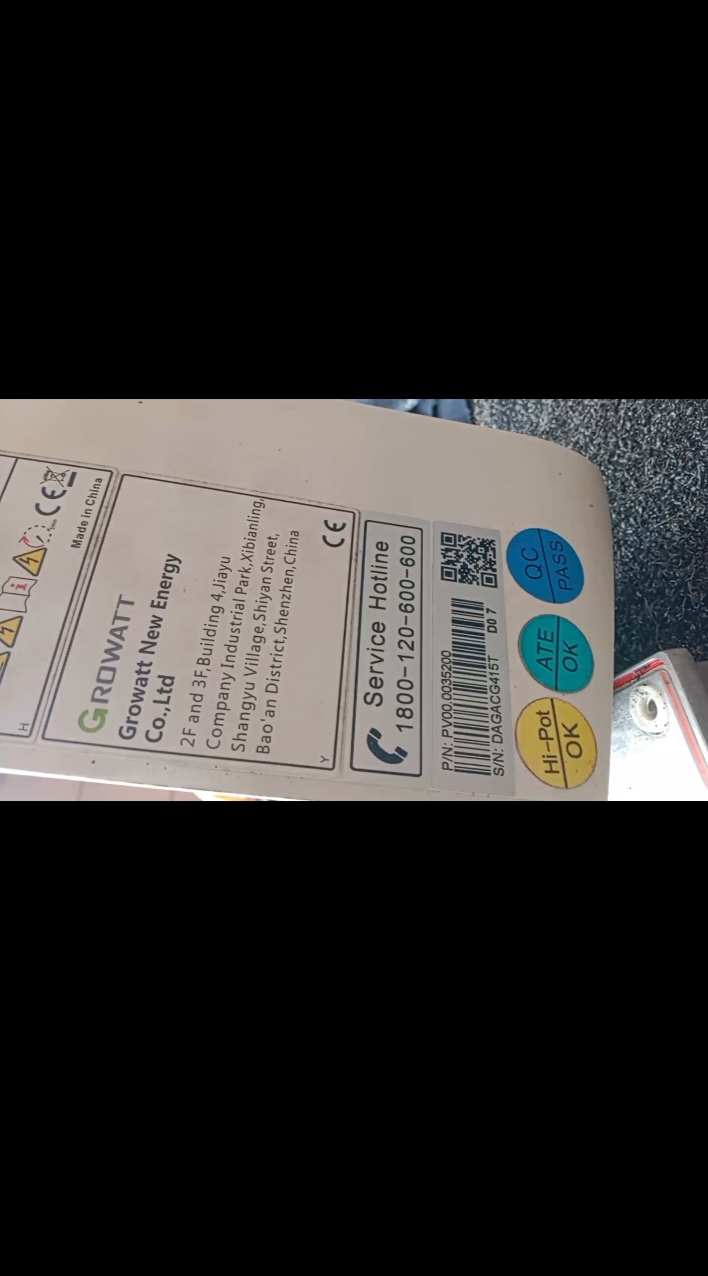 H
Made in China
GROWATT
Growatt New Energy
Co.,Ltd
2F and 3F,Building 4,Jiayu
Company Industrial Park,Xibianling,
Shangyu Village,Shiyan Street,
Bao'an District,Shenzhen,China
Y
CE
Service Hotline
1800-120-600-600
P/N: PV00.0035200
S/N: DAGACG415T D0 7
Hi-Pot
OK
ATE
OK
QC
PASS